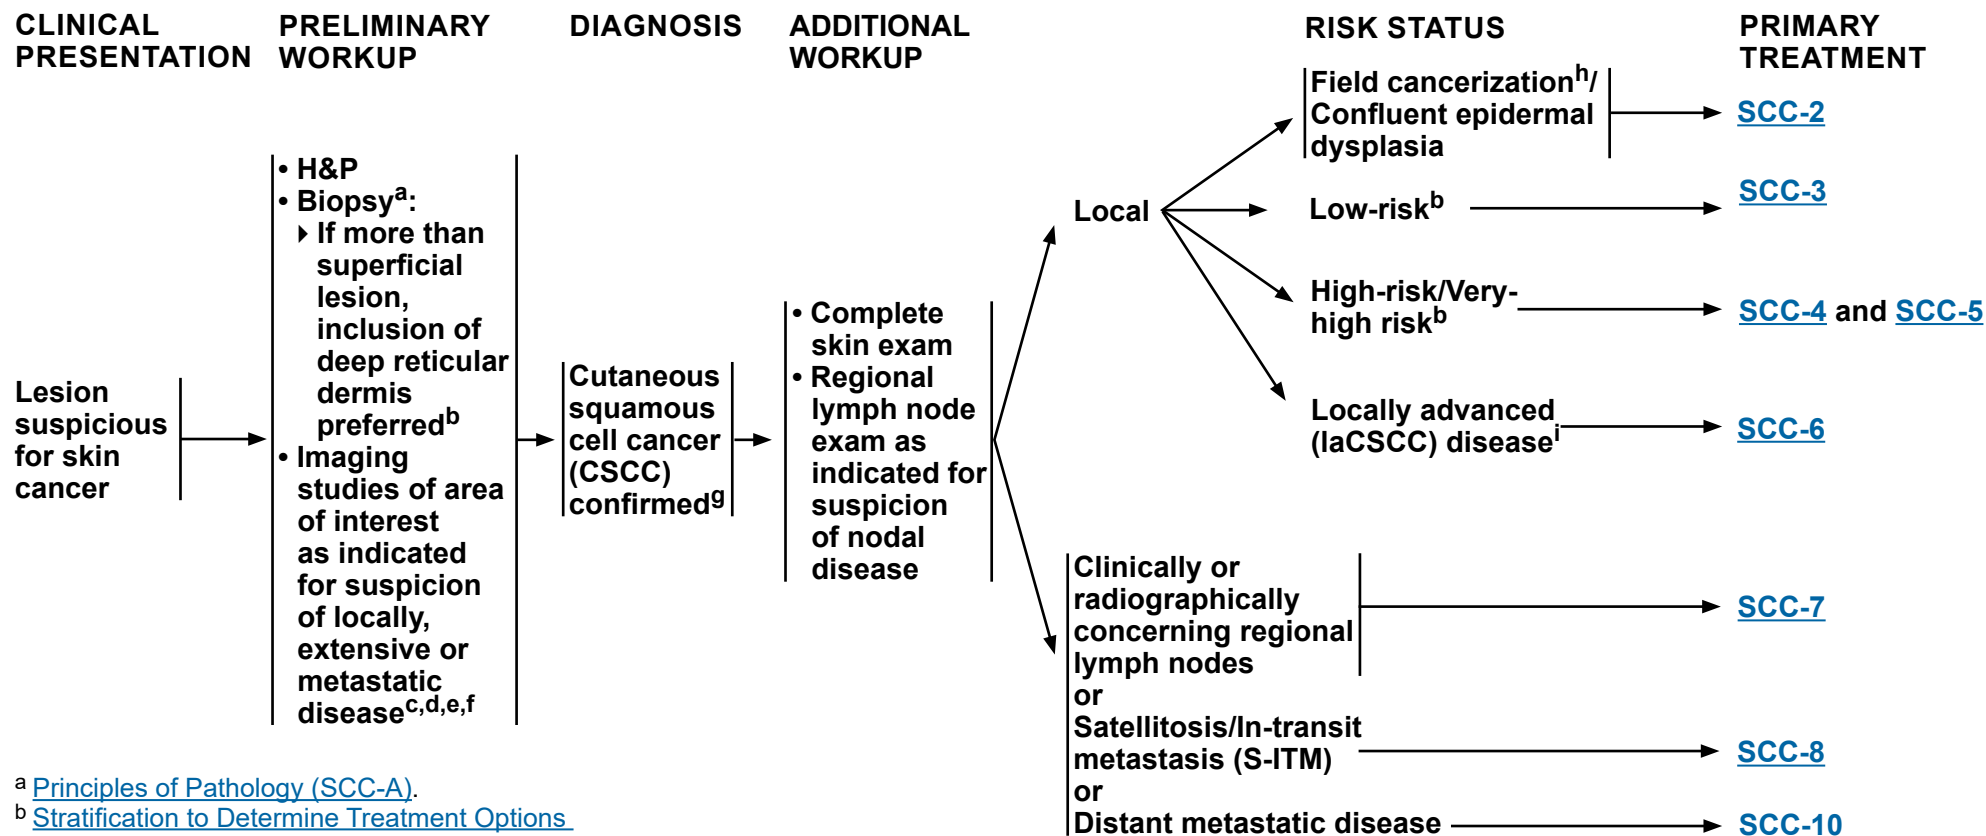 CLINICAL
PRESENTATION
PRELIMINARY
WORKUP
DIAGNOSIS
ADDITIONAL
WORKUP
RISK STATUS
PRIMARY
TREATMENT
Lesion
suspicious
for skin
cancer
• H&P
• Biopsyᵃ:
▸ If more than
superficial
lesion,
inclusion of
deep reticular
dermis
preferredᵇ
• Imaging
studies of area
of interest
as indicated
for suspicion
of locally,
extensive or
metastatic
diseaseᶜ,ᵈ,ᵉ,ᶠ
Cutaneous
squamous
cell cancer
(CSCC)
confirmedᵍ
• Complete
skin exam
• Regional
lymph node
exam as
indicated for
suspicion
of nodal
disease
Local
Field cancerizationʰ/
Confluent epidermal
dysplasia
SCC-2
Low-riskᵇ
SCC-3
High-risk/Very-
high riskᵇ
SCC-4 and SCC-5
Locally advanced
(laCSCC) diseaseⁱ
SCC-6
Clinically or
radiographically
concerning regional
lymph nodes
SCC-7
or
Satellitosis/In-transit
metastasis (S-ITM)
SCC-8
or
Distant metastatic disease
SCC-10
ᵃ Principles of Pathology (SCC-A).
ᵇ Stratification to Determine Treatment Options